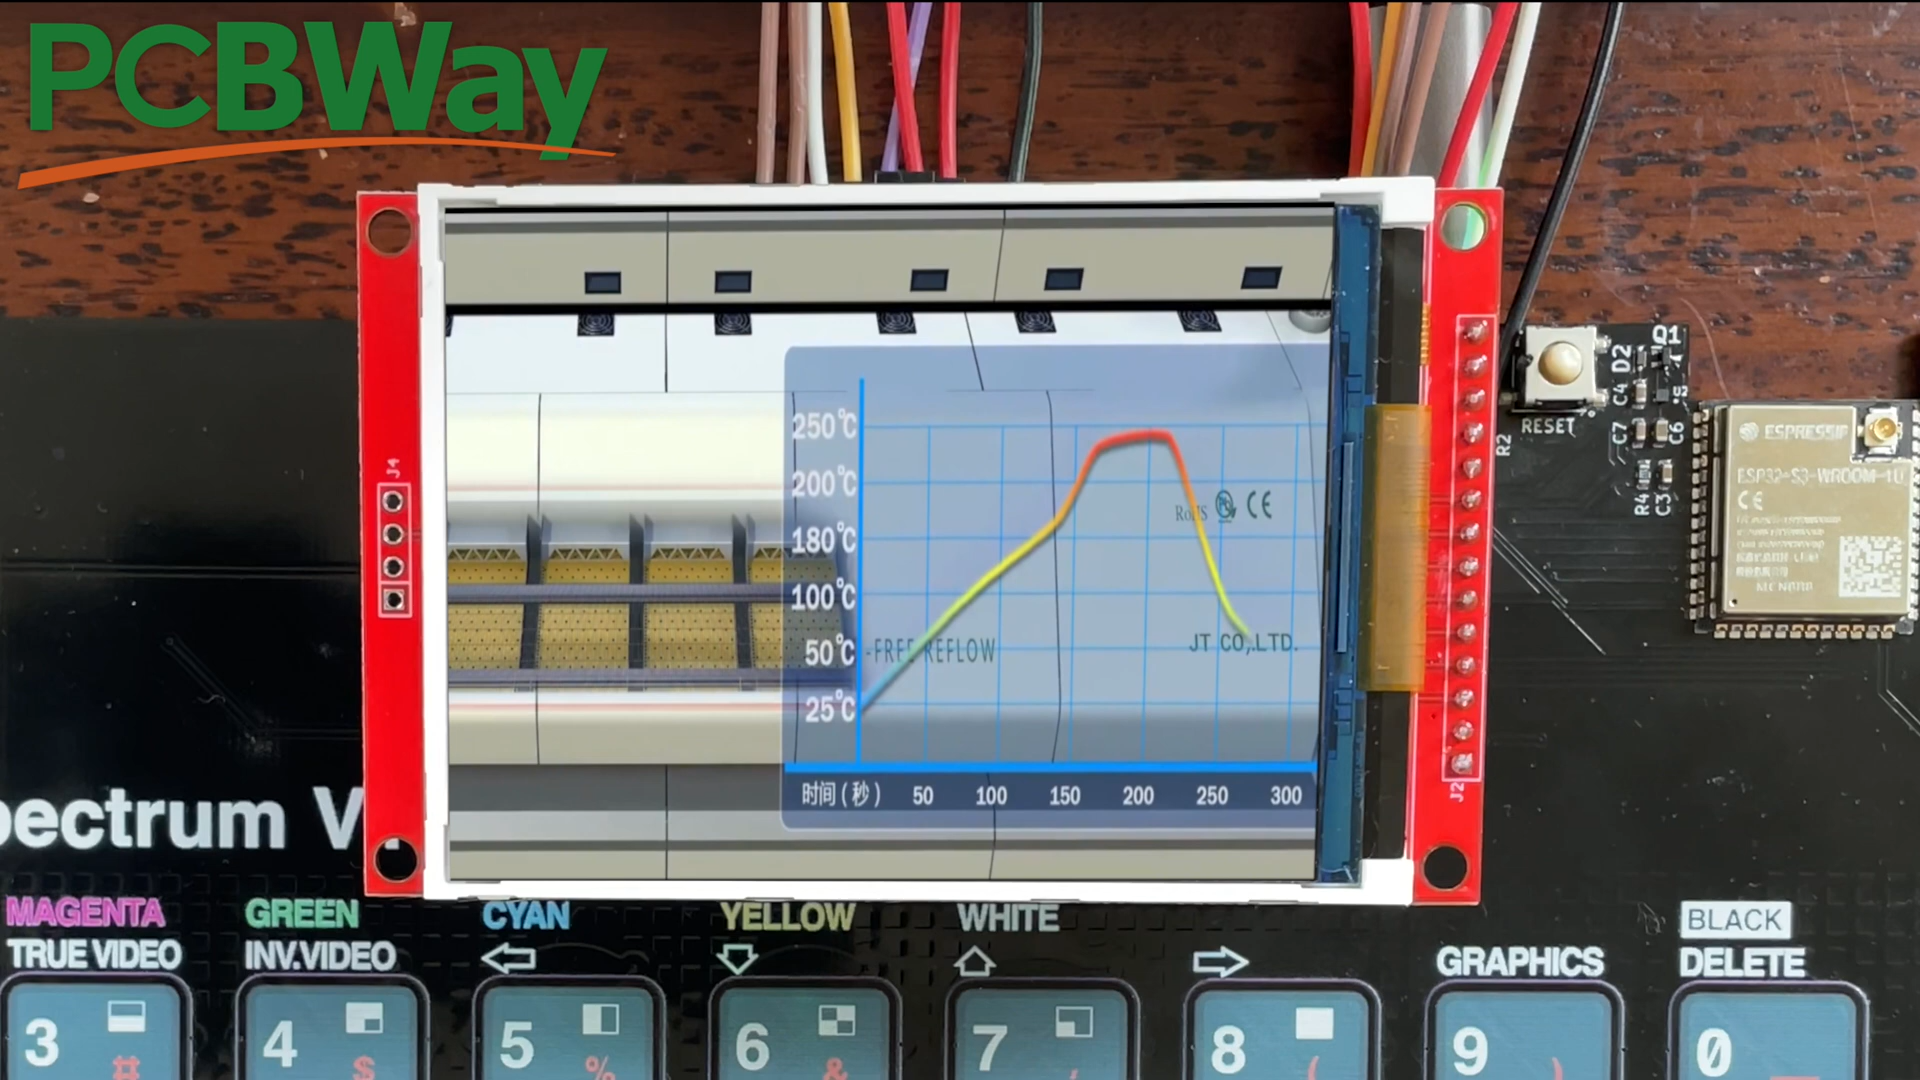 PCBWay
250℃
200℃
180℃
100℃
50℃
25℃
RoHS CE
-FREE REFLOW
JT CO,.LTD.
时间(秒) 50 100 150 200 250 300
J4
J2
RESET
D2
Q1
C4
C7
C6
R2
R4
C3
ESPRESSIF
ESP32-S3-WROOM-1U
CE
pectrum V
MAGENTA GREEN CYAN YELLOW WHITE BLACK
TRUE VIDEO INV.VIDEO GRAPHICS DELETE
3 4 5 6 7 8 9 0
# $ % & ' ( ) _